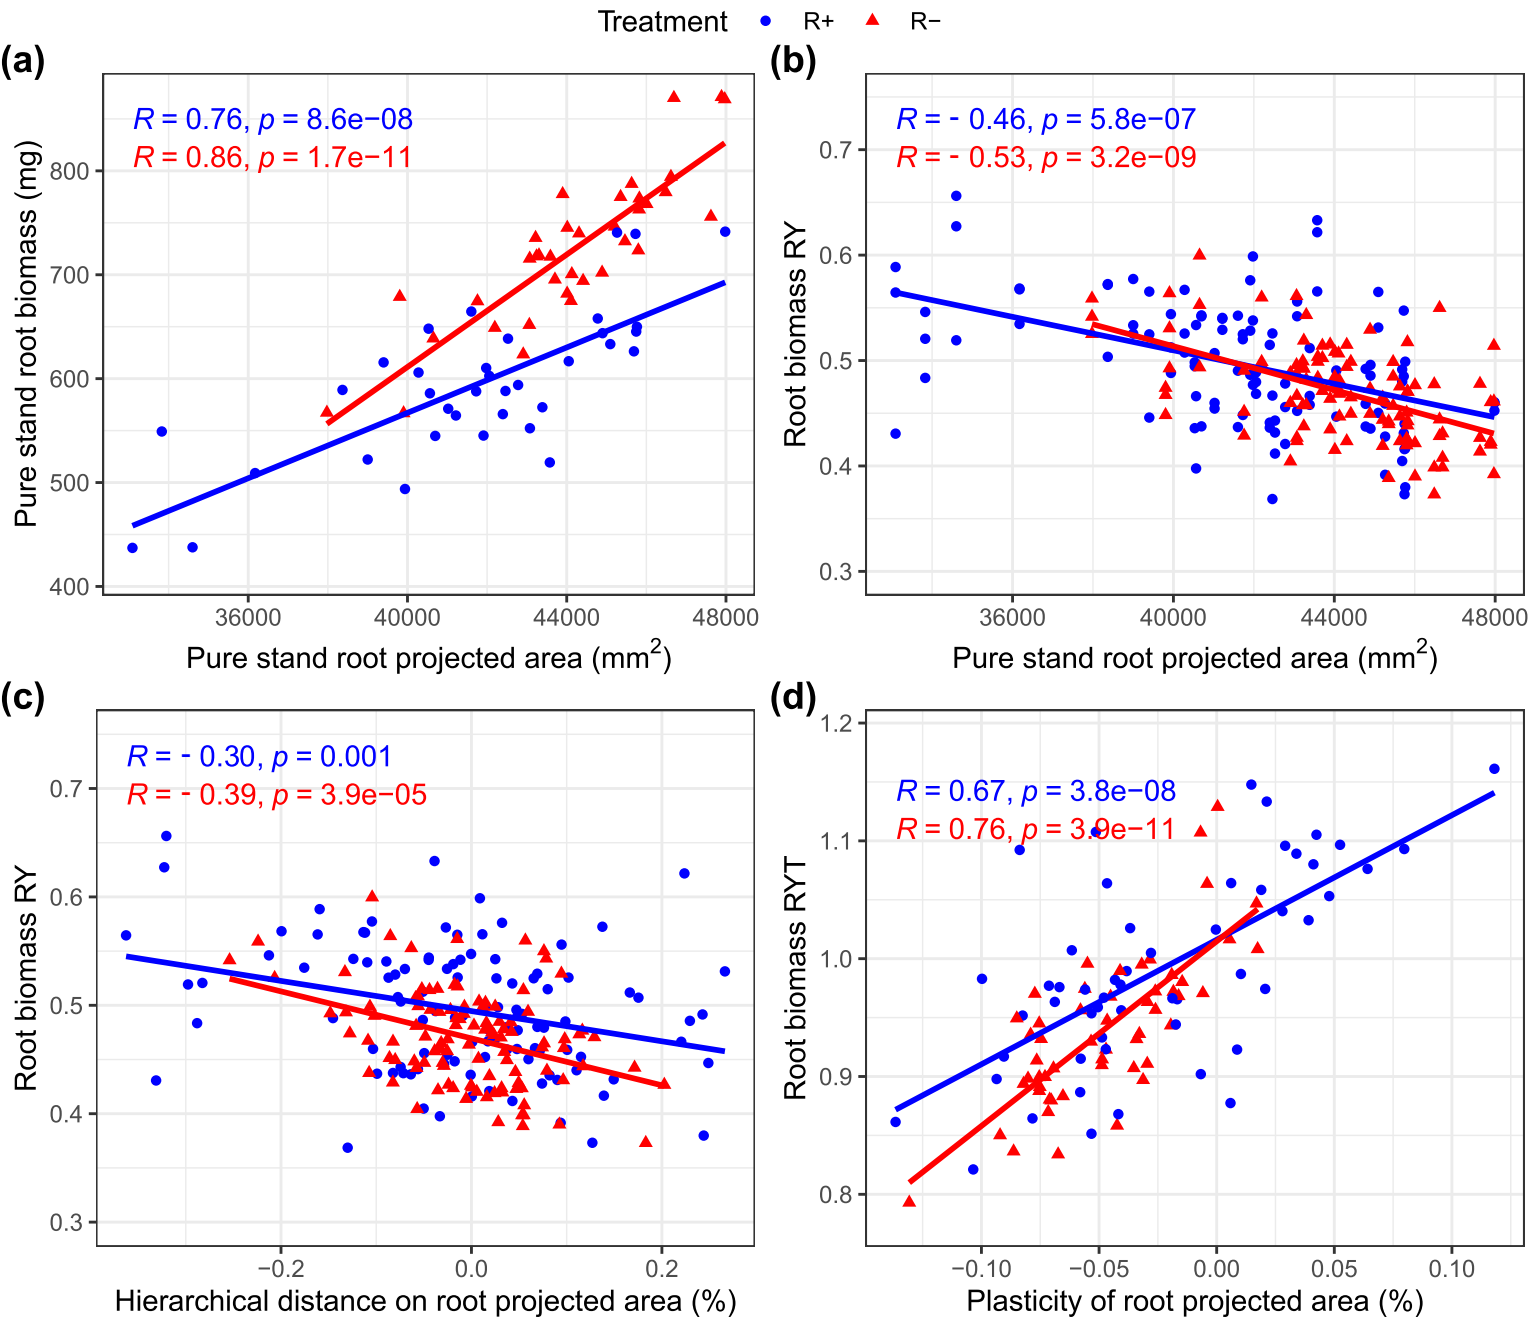 Treatment R+ R−
(a)
R = 0.76, p = 8.6e−08
R = 0.86, p = 1.7e−11
Pure stand root biomass (mg)
800
700
600
500
400
36000 40000 44000 48000
Pure stand root projected area (mm²)
(b)
R = - 0.46, p = 5.8e−07
R = - 0.53, p = 3.2e−09
Root biomass RY
0.7
0.6
0.5
0.4
0.3
36000 40000 44000 48000
Pure stand root projected area (mm²)
(c)
R = - 0.30, p = 0.001
R = - 0.39, p = 3.9e−05
Root biomass RY
0.7
0.6
0.5
0.4
0.3
−0.2 0.0 0.2
Hierarchical distance on root projected area (%)
(d)
R = 0.67, p = 3.8e−08
R = 0.76, p = 3.9e−11
Root biomass RYT
1.2
1.1
1.0
0.9
0.8
−0.10 −0.05 0.00 0.05 0.10
Plasticity of root projected area (%)